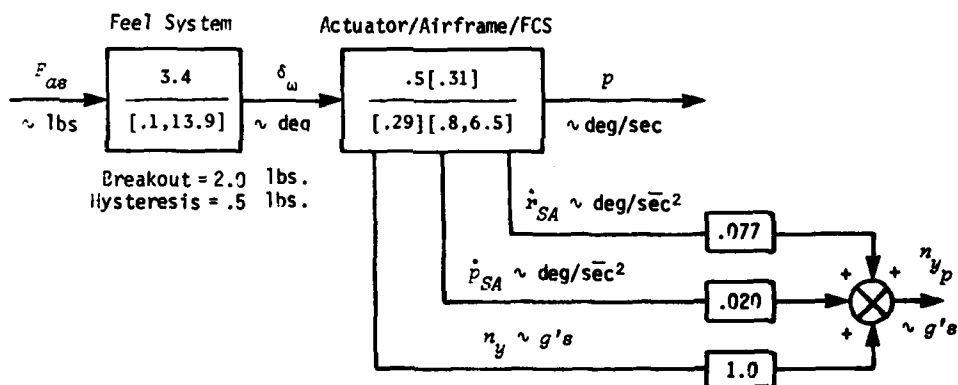 Feel System
Actuator/Airframe/FCS
F_as
~ lbs
3.4
[.1,13.9]
δ_ω
~ deg
.5[.31]
[.29][.8,6.5]
p
~ deg/sec
Breakout = 2.0 lbs.
Hysteresis = .5 lbs.
ṙ_SA ~ deg/sec²
.077
ṗ_SA ~ deg/sec²
.020
n_y ~ g's
1.0
+
+
+
+
n_yp
~ g's